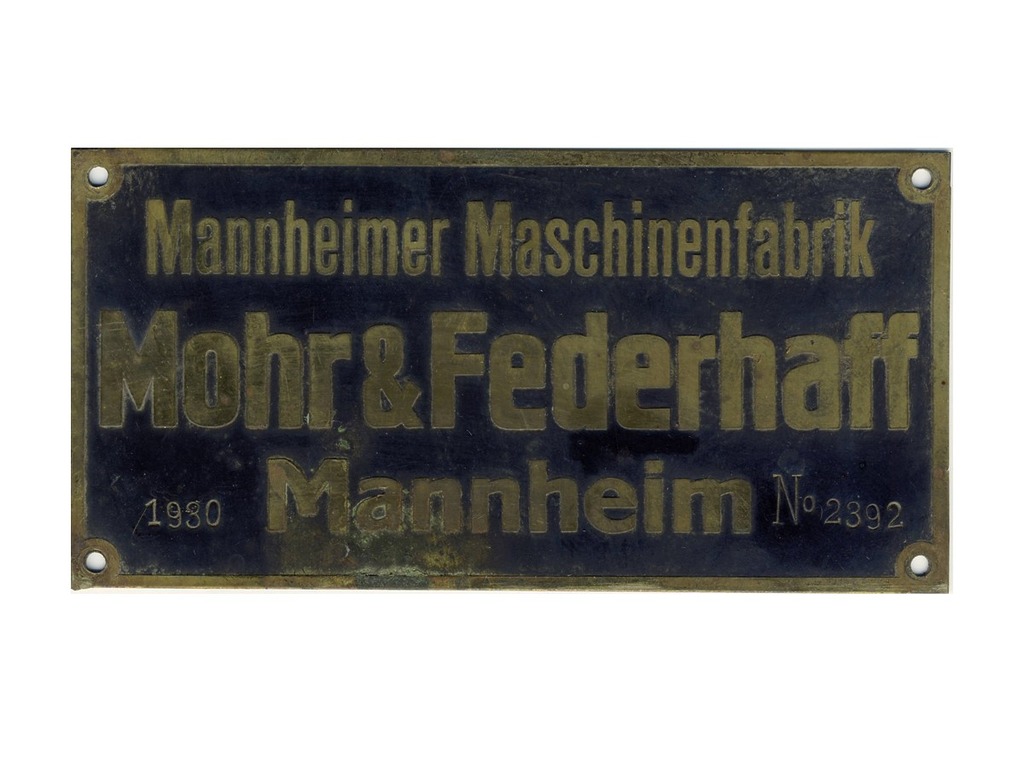 Mannheimer Maschinenfabrik
Mohr & Federhaff
Mannheim
1930 No 2392